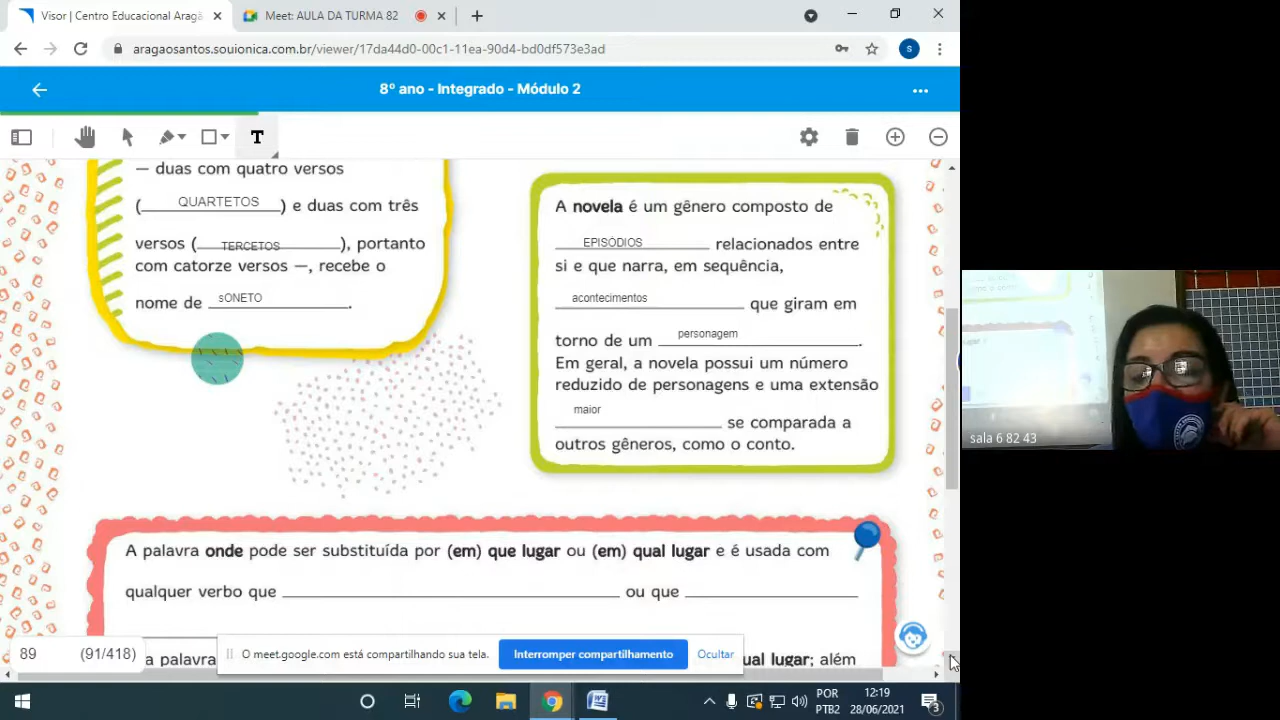 Visor | Centro Educacional Aragã
Meet: AULA DA TURMA 82
aragaosantos.souionica.com.br/viewer/17da44d0-00c1-11ea-90d4-bd0df573e3ad
s
8º ano - Integrado - Módulo 2
T
— duas com quatro versos
(QUARTETOS) e duas com três
versos (TERCETOS), portanto
com catorze versos —, recebe o
nome de sONETO.
A novela é um gênero composto de
EPISÓDIOS relacionados entre
si e que narra, em sequência,
acontecimentos que giram em
torno de um personagem.
Em geral, a novela possui um número
reduzido de personagens e uma extensão
maior se comparada a
outros gêneros, como o conto.
A palavra onde pode ser substituída por (em) que lugar ou (em) qual lugar e é usada com
qualquer verbo que ____ ou que ____
a palavra
ual lugar; além
89 (91/418)
O meet.google.com está compartilhando sua tela. Interromper compartilhamento Ocultar
sala 6 82 43
POR
PTB2
12:19
28/06/2021
3